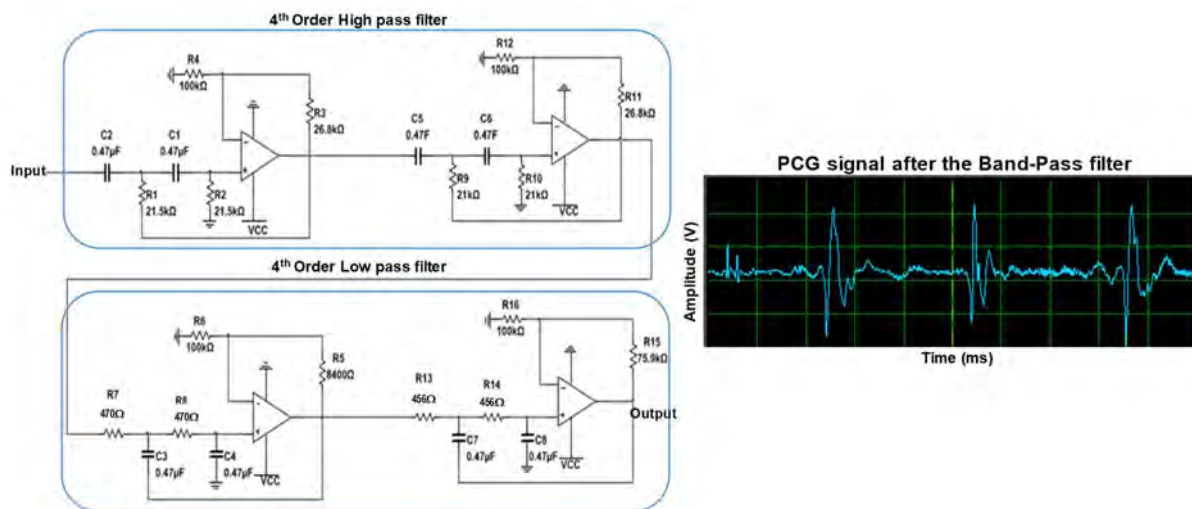 4th Order High pass filter
R4
100kΩ
R3
26.8kΩ
C2
0.47µF
C1
0.47µF
Input
R1
21.5kΩ
R2
21.5kΩ
VCC
R12
100kΩ
R11
26.8kΩ
C5
0.47F
C6
0.47F
R9
21kΩ
R10
21kΩ
VCC
4th Order Low pass filter
R6
100kΩ
R5
8400Ω
R7
470Ω
R8
470Ω
C3
0.47µF
C4
0.47µF
VCC
R16
100kΩ
R15
75.9kΩ
R13
456Ω
R14
456Ω
Output
C7
0.47µF
C8
0.47µF
VCC
PCG signal after the Band-Pass filter
Amplitude (V)
Time (ms)